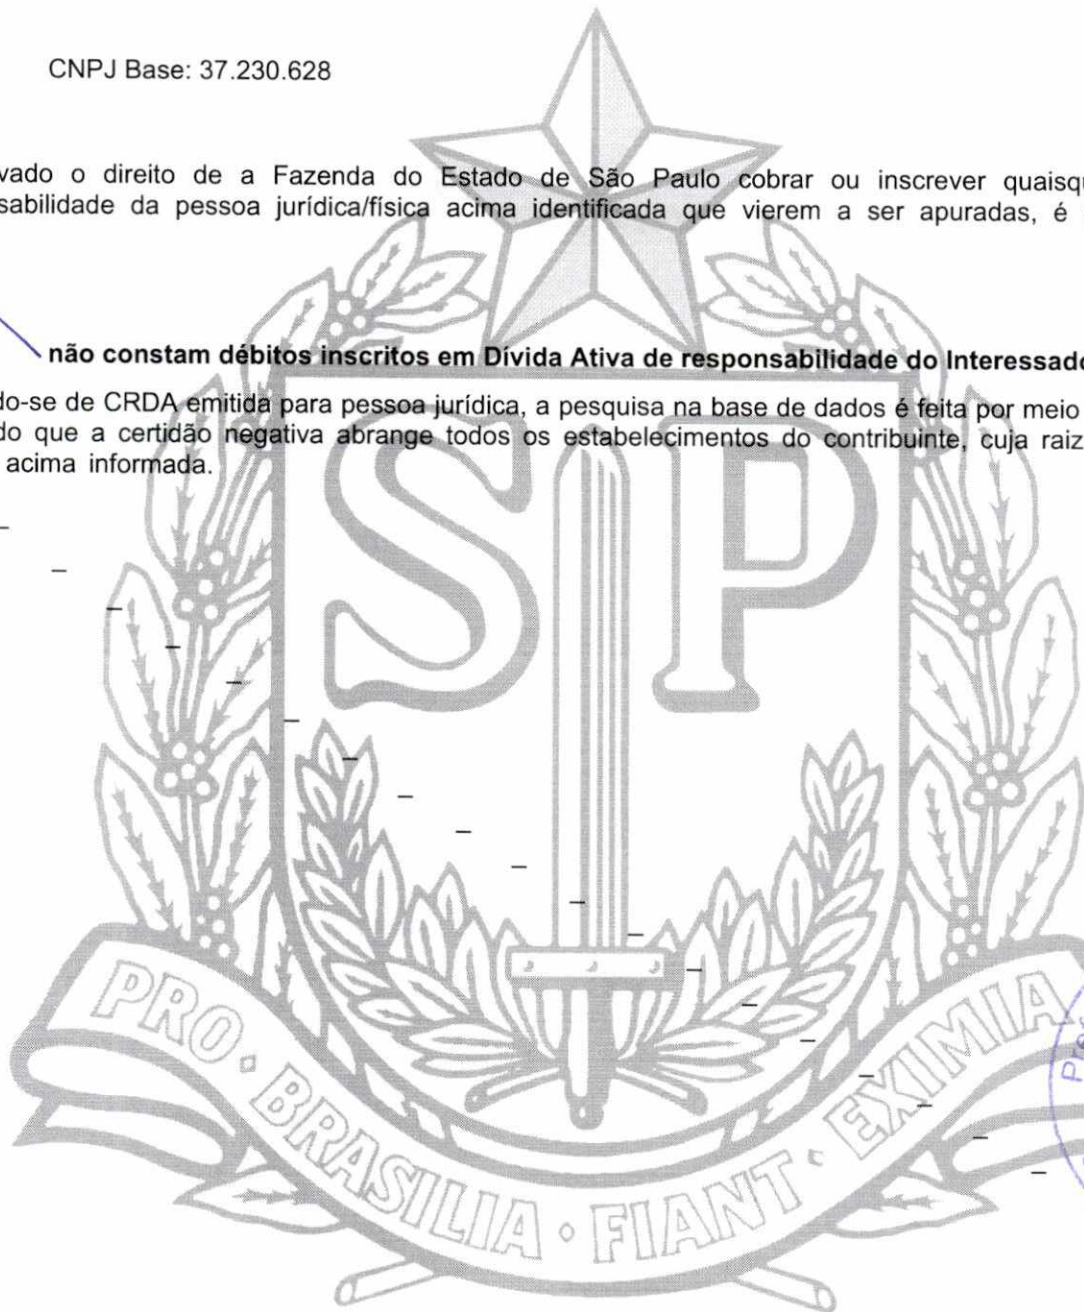 CNPJ Base: 37.230.628
vado o direito de a Fazenda do Estado de São Paulo cobrar ou inscrever quaisqu
sabilidade da pessoa jurídica/física acima identificada que vierem a ser apuradas, é
não constam débitos inscritos em Dívida Ativa de responsabilidade do Interessado
do-se de CRDA emitida para pessoa jurídica, a pesquisa na base de dados é feita por meio
do que a certidão negativa abrange todos os estabelecimentos do contribuinte, cuja raiz
acima informada.
SP
PRO • BRASILIA • FIANT • EXIMIA
Pre